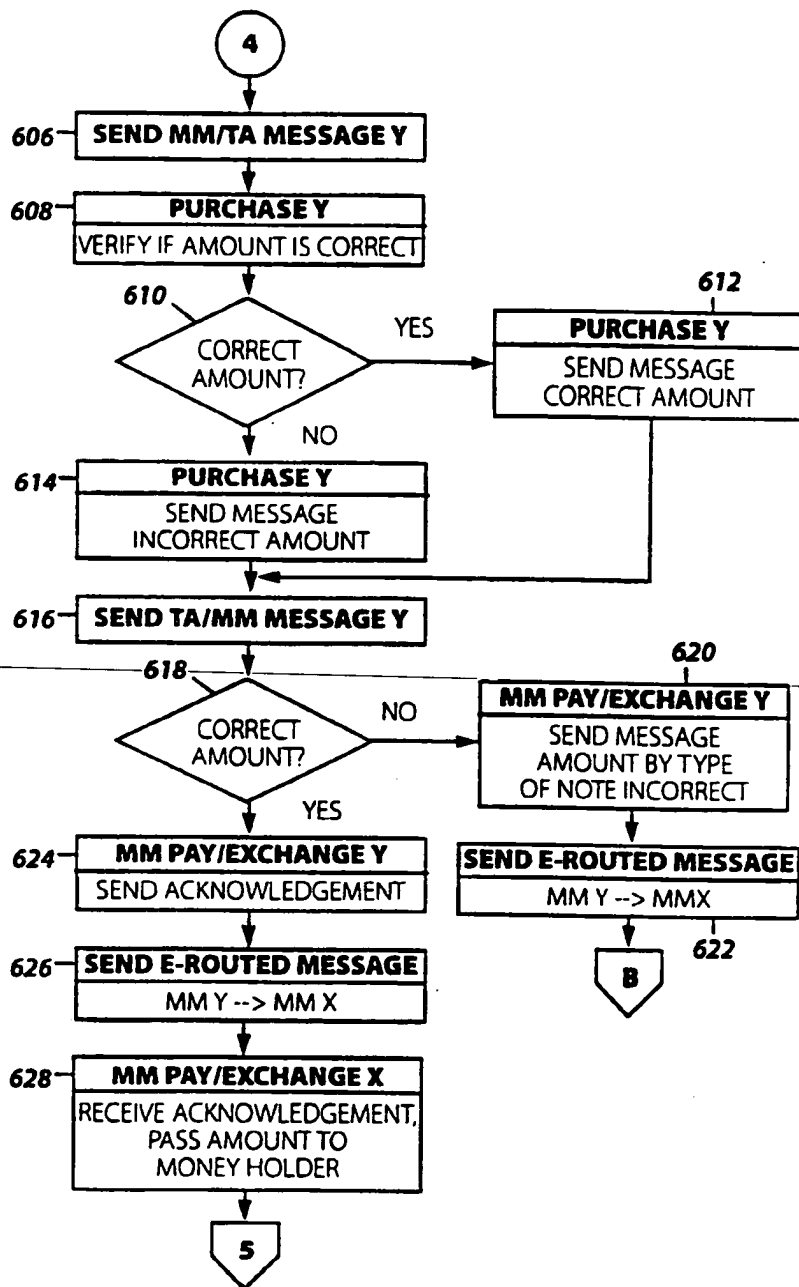 4
606
SEND MM/TA MESSAGE Y
608
PURCHASE Y
VERIFY IF AMOUNT IS CORRECT
610
CORRECT
AMOUNT?
YES
NO
612
PURCHASE Y
SEND MESSAGE
CORRECT AMOUNT
614
PURCHASE Y
SEND MESSAGE
INCORRECT AMOUNT
616
SEND TA/MM MESSAGE Y
618
CORRECT
AMOUNT?
NO
YES
620
MM PAY/EXCHANGE Y
SEND MESSAGE
AMOUNT BY TYPE
OF NOTE INCORRECT
SEND E-ROUTED MESSAGE
MM Y --> MMX
622
B
624
MM PAY/EXCHANGE Y
SEND ACKNOWLEDGEMENT
626
SEND E-ROUTED MESSAGE
MM Y --> MM X
628
MM PAY/EXCHANGE X
RECEIVE ACKNOWLEDGEMENT,
PASS AMOUNT TO
MONEY HOLDER
5